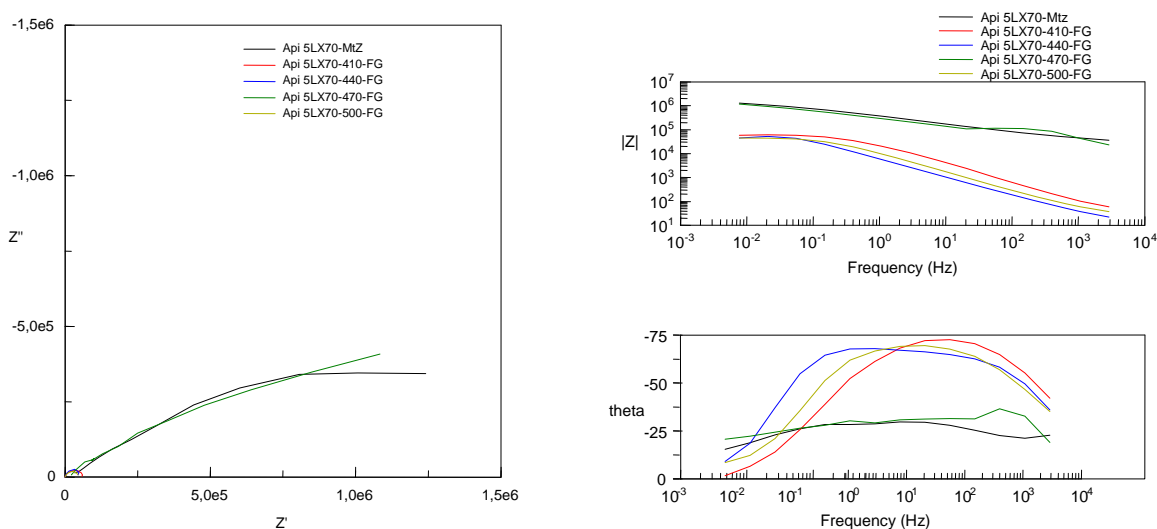 -1,5e6
Api 5LX70-MtZ
Api 5LX70-410-FG
Api 5LX70-440-FG
Api 5LX70-470-FG
Api 5LX70-500-FG
-1,0e6
Z''
-5,0e5
0
0 5,0e5 1,0e6 1,5e6
Z'
Api 5LX70-Mtz
Api 5LX70-410-FG
Api 5LX70-440-FG
Api 5LX70-470-FG
Api 5LX70-500-FG
10^7
10^6
10^5
|Z|
10^4
10^3
10^2
10^1
10^-3 10^-2 10^-1 10^0 10^1 10^2 10^3 10^4
Frequency (Hz)
-75
-50
theta
-25
0
10^-3 10^-2 10^-1 10^0 10^1 10^2 10^3 10^4
Frequency (Hz)